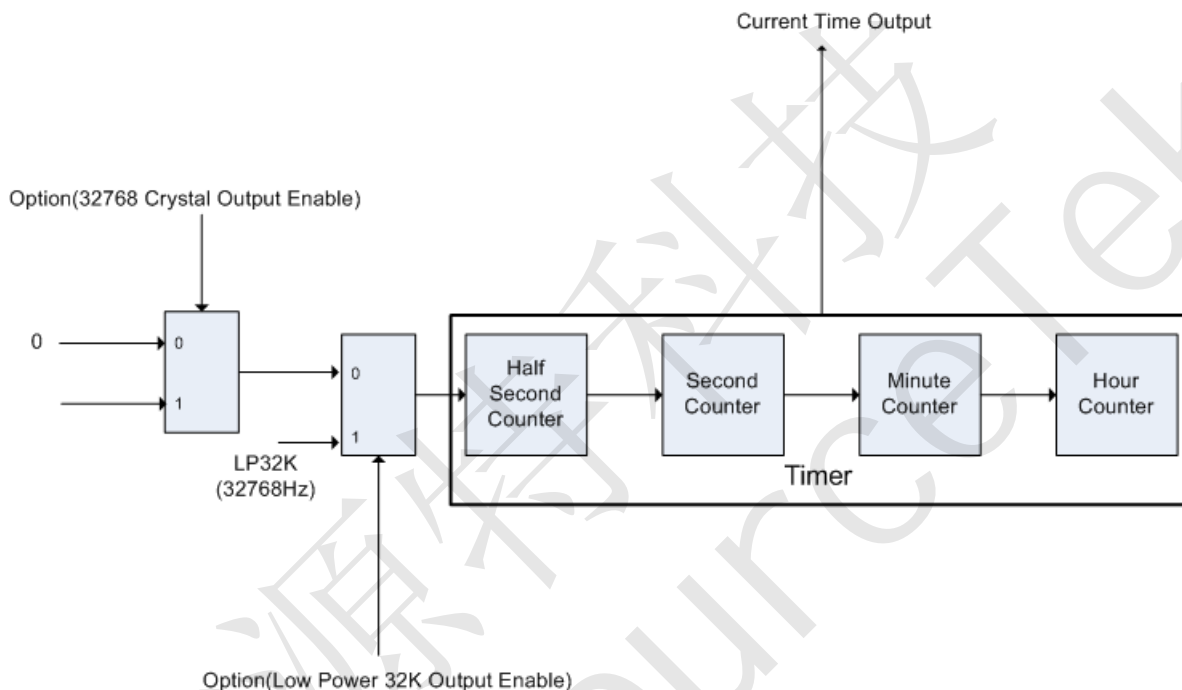 Current Time Output
Option(32768 Crystal Output Enable)
0
0
1
0
1
LP32K
(32768Hz)
Half
Second
Counter
Second
Counter
Minute
Counter
Hour
Counter
Timer
Option(Low Power 32K Output Enable)
源特科技
ourceTek